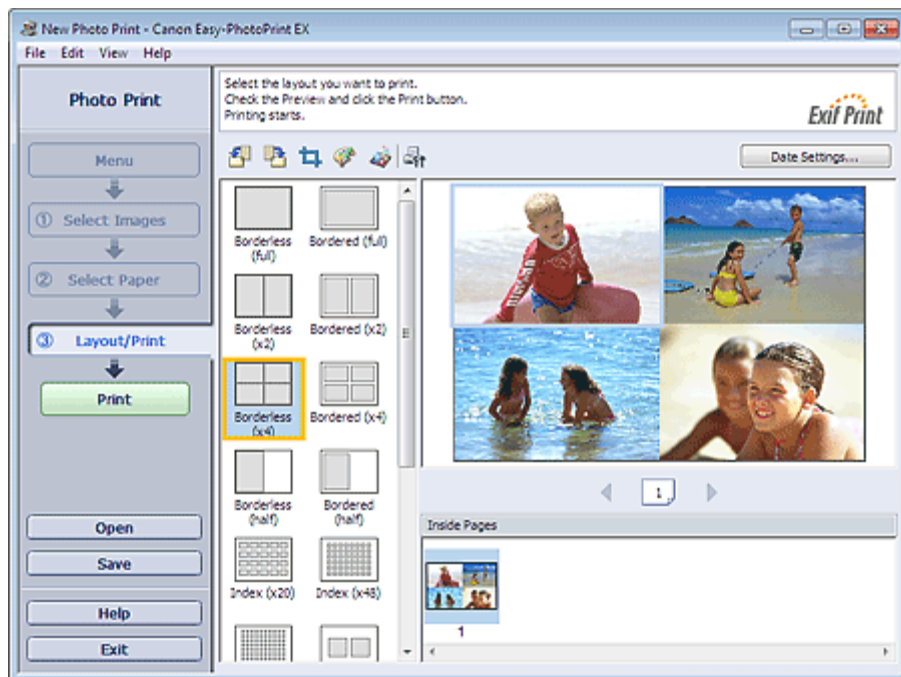 New Photo Print - Canon Easy-PhotoPrint EX
File Edit View Help
Photo Print
Select the layout you want to print.
Check the Preview and click the Print button.
Printing starts.
Exif Print
Menu
① Select Images
② Select Paper
③ Layout/Print
Print
Open
Save
Help
Exit
Date Settings...
Borderless
(full)
Bordered (full)
Borderless
(x2)
Bordered (x2)
Borderless
(x4)
Bordered (x4)
Borderless
(half)
Bordered
(half)
Index (x20)
Index (x48)
1
Inside Pages
1